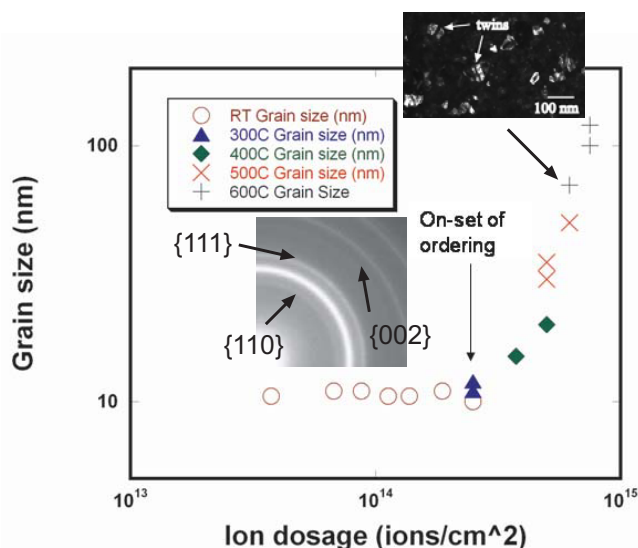 twins
100 nm
RT Grain size (nm)
300C Grain size (nm)
400C Grain size (nm)
500C Grain size (nm)
600C Grain Size
100
10
Grain size (nm)
{111}
{110}
{002}
On-set of
ordering
10^13
10^14
10^15
Ion dosage (ions/cm^2)